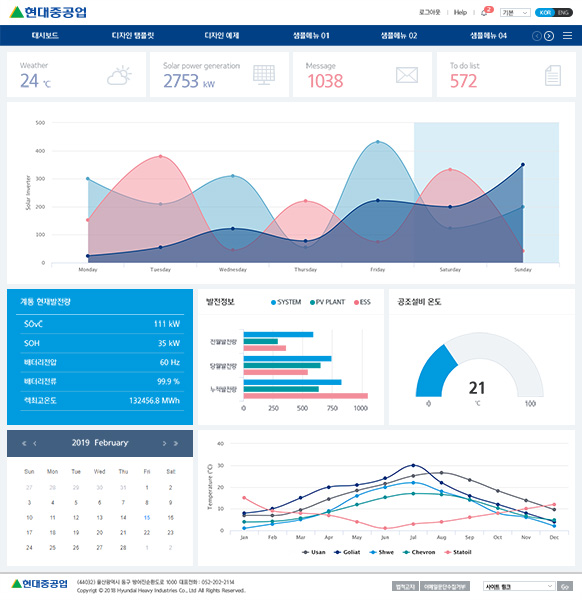 현대중공업
로그아웃 Help 2 기본 KOR ENG
대시보드 디자인 템플릿 디자인 예제 샘플메뉴 01 샘플메뉴 02 샘플메뉴 04
Weather
24 ℃
Solar power generation
2753 kW
Message
1038
To do list
572
Solar Inverter
500
400
300
200
100
0
Monday Tuesday Wednesday Thursday Friday Saturday Sunday
계통 현재발전량
SOvC 111 kW
SOH 35 kW
배터리전압 60 Hz
배터리전류 99.9 %
랙최고온도 132456.8 MWh
발전정보 SYSTEM PV PLANT ESS
전월발전량
당월발전량
누적발전량
0 250 500 750 1000
공조설비 온도
21
℃
0 100
« ‹ 2019 February › »
Sun Mon Tue Wed Thu Fri Sat
27 28 29 30 31 1 2
3 4 5 6 7 8 9
10 11 12 13 14 15 16
17 18 19 20 21 22 23
24 25 26 27 28 1 2
Temperature (°C)
40
30
20
10
0
Jan Feb Mar Apr May Jun Jul Aug Sep Oct Nov Dec
Usan Goliat Shwe Chevron Statoil
현대중공업
(44032) 울산광역시 동구 방어진순환도로 1000 대표전화 : 052-202-2114
Copyrigt © 2018 Hyundai Heavy Industries Co., Ltd All Rights Reserved.
법적고지 이메일무단수집거부 사이트 링크 Go